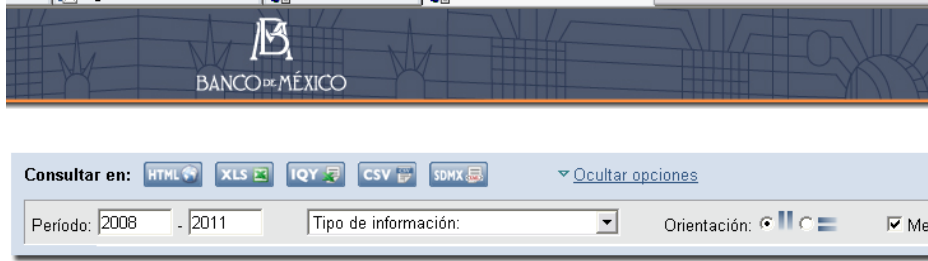 BANCO DE MÉXICO
Consultar en: HTML XLS IQY CSV SDMX Ocultar opciones
Período: 2008 - 2011 Tipo de información: Orientación: Me